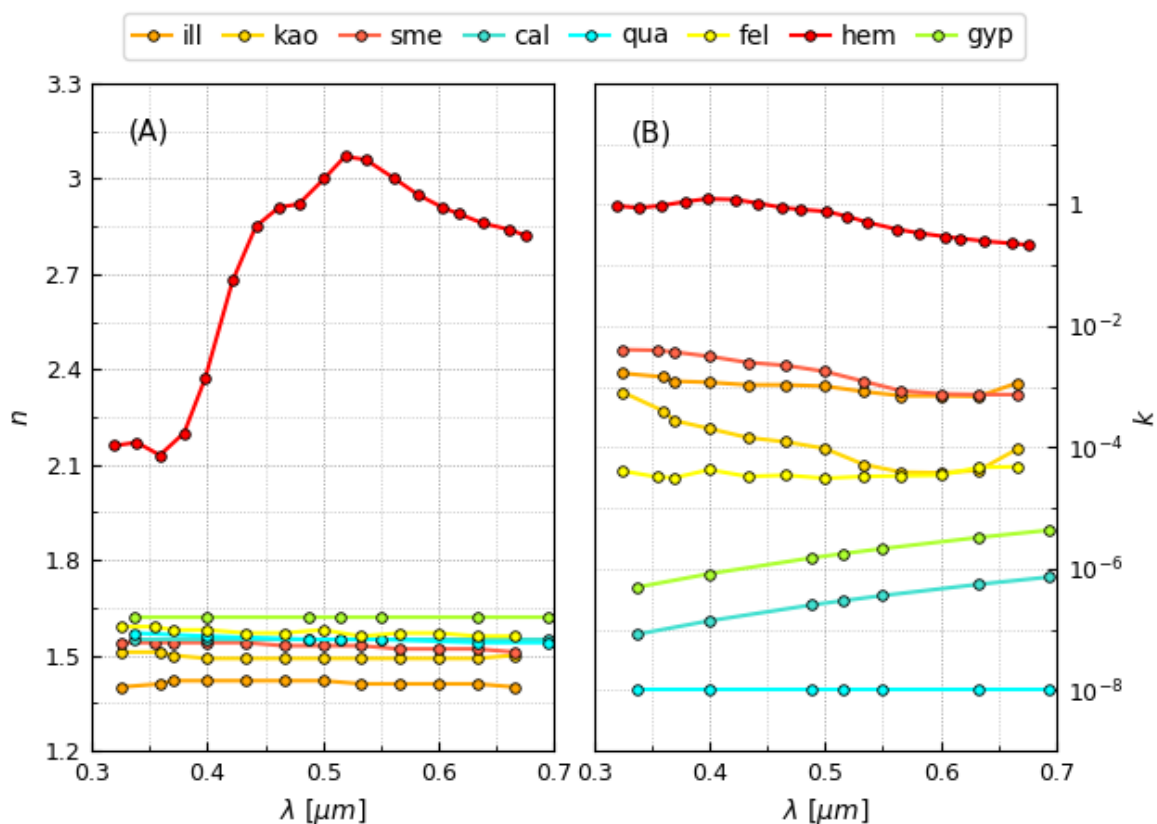 ill kao sme cal qua fel hem gyp
(A)
3.3
3
2.7
2.4
2.1
1.8
1.5
1.2
n
0.3 0.4 0.5 0.6 0.7
λ [μm]
(B)
1
10⁻²
10⁻⁴
10⁻⁶
10⁻⁸
k
0.3 0.4 0.5 0.6 0.7
λ [μm]